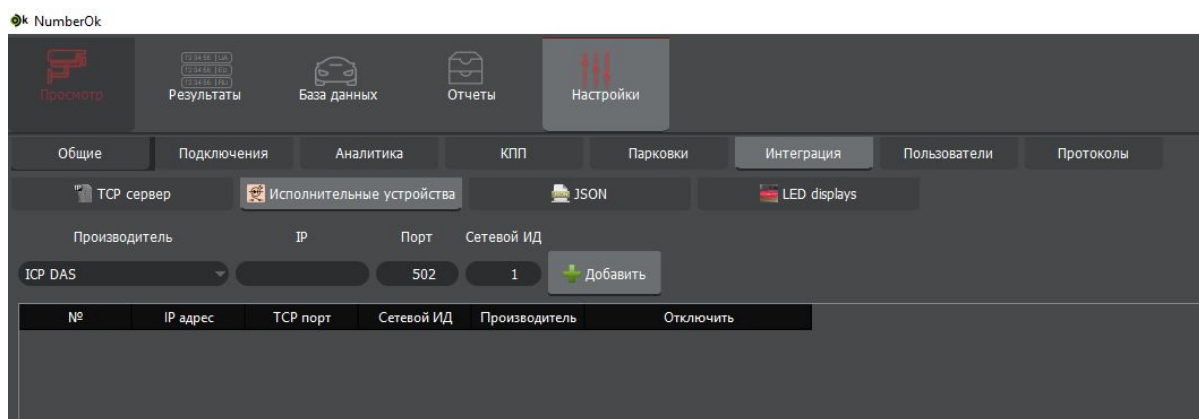 NumberOk
Просмотр Результаты База данных Отчеты Настройки
Общие Подключения Аналитика КПП Парковки Интеграция Пользователи Протоколы
TCP сервер Исполнительные устройства JSON LED displays
Производитель IP Порт Сетевой ИД
ICP DAS 502 1 Добавить
№ IP адрес TCP порт Сетевой ИД Производитель Отключить